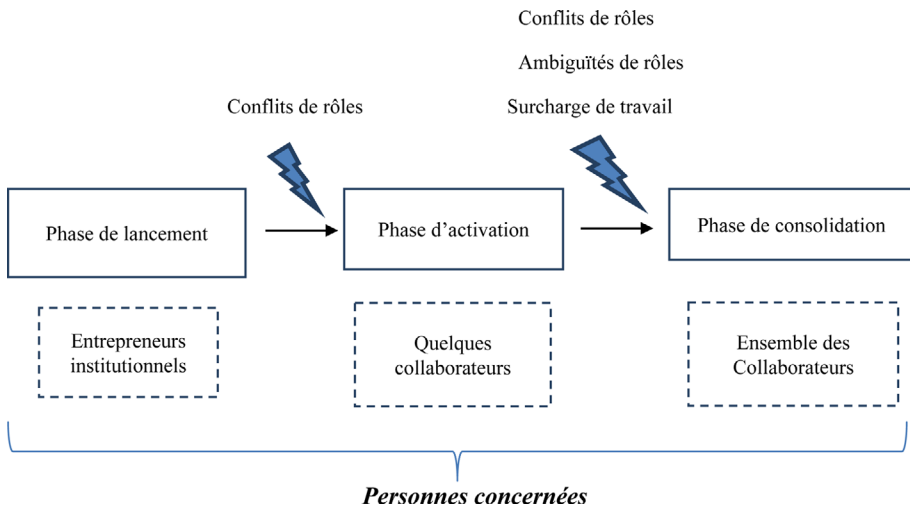 Conflits de rôles
Ambiguïtés de rôles
Surcharge de travail
Conflits de rôles
Phase de lancement
Phase d’activation
Phase de consolidation
Entrepreneurs
institutionnels
Quelques
collaborateurs
Ensemble des
Collaborateurs
Personnes concernées